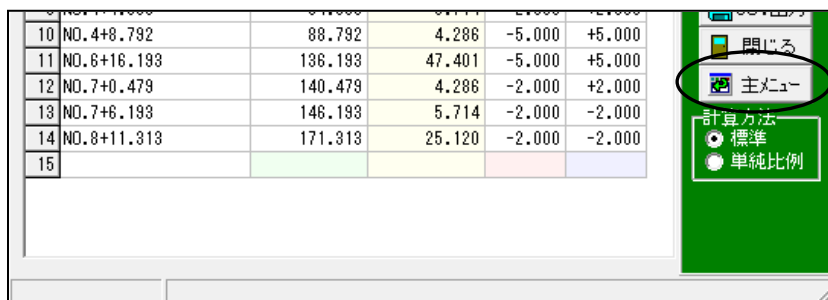 10 NO.4+8.792 88.792 4.286 -5.000 +5.000
11 NO.6+16.193 136.193 47.401 -5.000 +5.000
12 NO.7+0.479 140.479 4.286 -2.000 +2.000
13 NO.7+6.193 146.193 5.714 -2.000 -2.000
14 NO.8+11.313 171.313 25.120 -2.000 -2.000
15
閉じる
主メニュー
計算方法
標準
単純比例